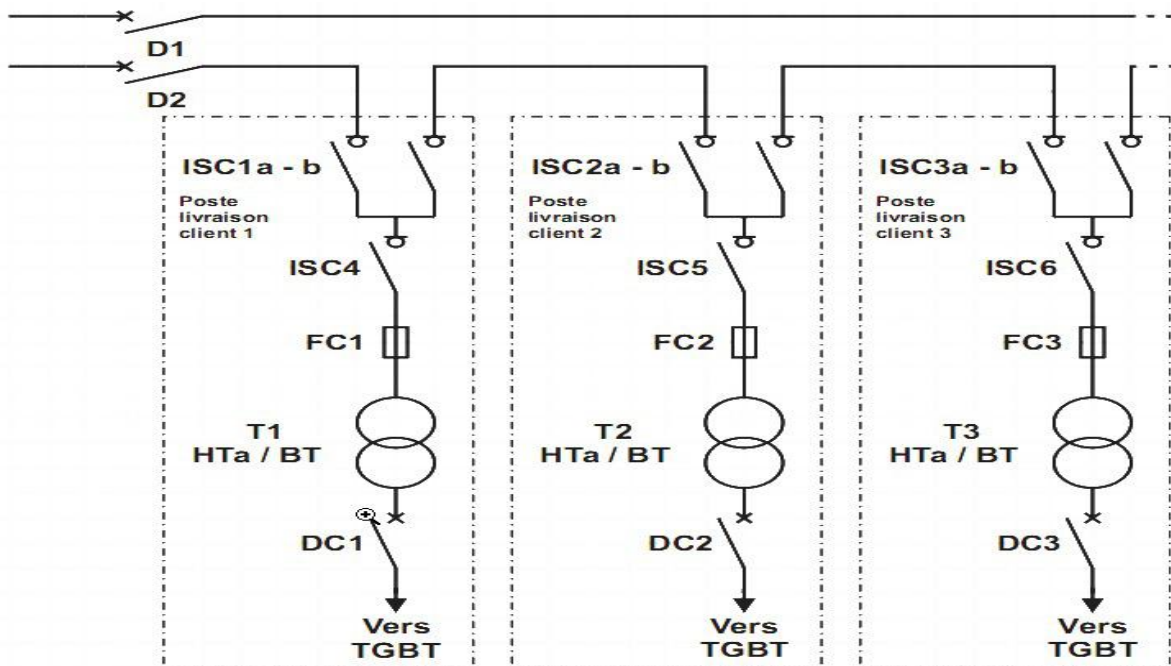 D1
D2
ISC1a - b
Poste
livraison
client 1
ISC4
FC1
T1
HTa / BT
DC1
Vers
TGBT
ISC2a - b
Poste
livraison
client 2
ISC5
FC2
T2
HTa / BT
DC2
Vers
TGBT
ISC3a - b
Poste
livraison
client 3
ISC6
FC3
T3
HTa / BT
DC3
Vers
TGBT